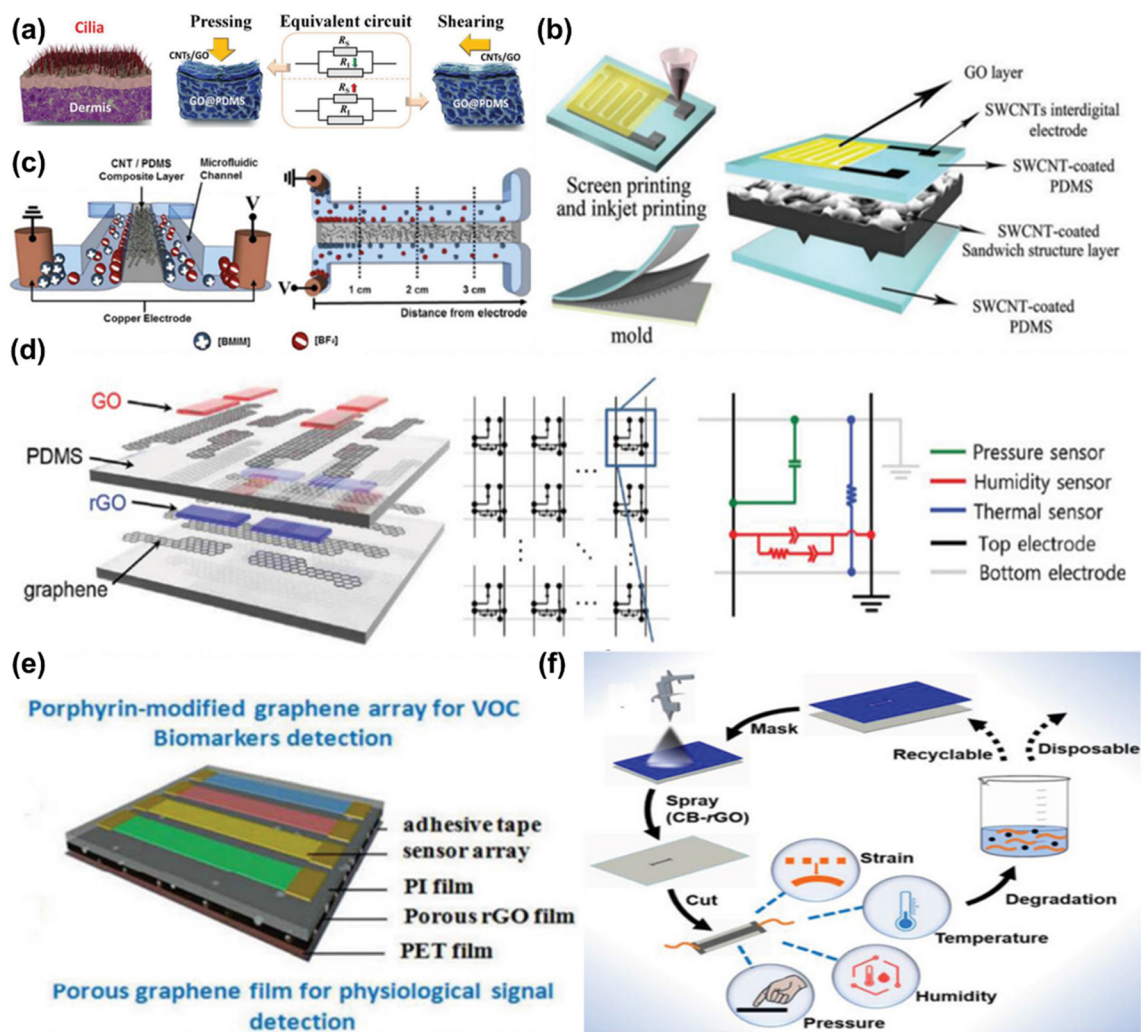 (a)
Cilia
Dermis
Pressing
CNTs/GO
GO@PDMS
Equivalent circuit
RS
RI
RS
RI
Shearing
CNTs/GO
GO@PDMS
(b)
Screen printing
and inkjet printing
mold
GO layer
SWCNTs interdigital
electrode
SWCNT-coated
PDMS
SWCNT-coated
Sandwich structure layer
SWCNT-coated
PDMS
(c)
CNT / PDMS
Composite Layer
Microfluidic
Channel
V
Copper Electrode
V
1 cm
2 cm
3 cm
Distance from electrode
[BMIM]
[BF4]
(d)
GO
PDMS
rGO
graphene
Pressure sensor
Humidity sensor
Thermal sensor
Top electrode
Bottom electrode
(e)
Porphyrin-modified graphene array for VOC
Biomarkers detection
adhesive tape
sensor array
PI film
Porous rGO film
PET film
Porous graphene film for physiological signal
detection
(f)
Mask
Recyclable
Disposable
Spray
(CB-rGO)
Cut
Strain
Temperature
Humidity
Pressure
Degradation